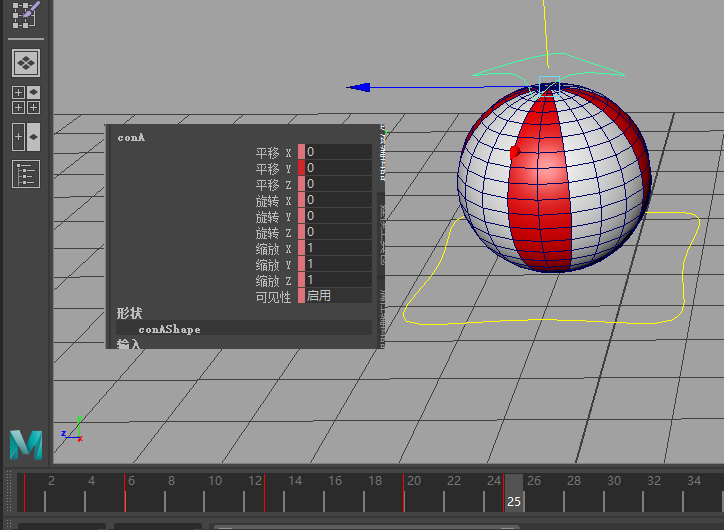 conA
平移 X 0
平移 Y 0
平移 Z 0
旋转 X 0
旋转 Y 0
旋转 Z 0
缩放 X 1
缩放 Y 1
缩放 Z 1
可见性 启用
形状
conAShape
输入
z x
M
2 4 6 8 10 12 14 16 18 20 22 24 26 28 30 32 34
25